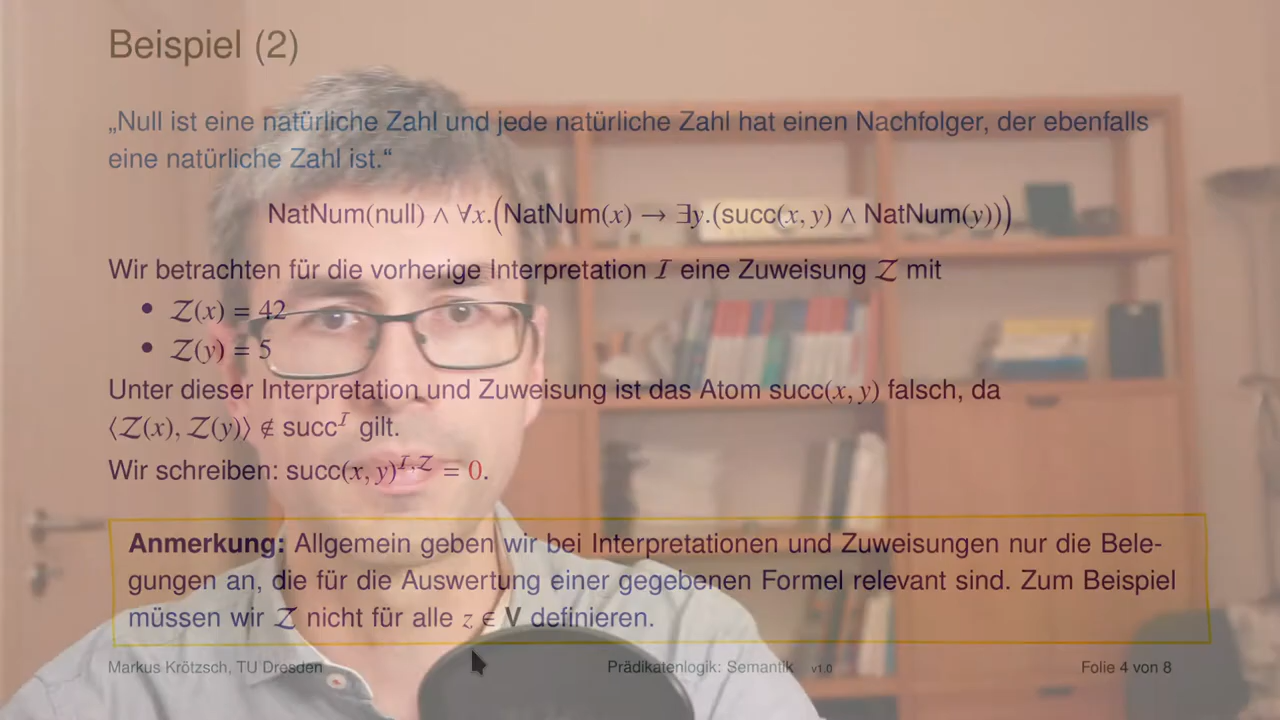 Beispiel (2)
„Null ist eine natürliche Zahl und jede natürliche Zahl hat einen Nachfolger, der ebenfalls
eine natürliche Zahl ist.“
NatNum(null) ∧ ∀x.(NatNum(x) → ∃y.(succ(x, y) ∧ NatNum(y)))
Wir betrachten für die vorherige Interpretation ℐ eine Zuweisung 𝒵 mit
• 𝒵(x) = 42
• 𝒵(y) = 5
Unter dieser Interpretation und Zuweisung ist das Atom succ(x, y) falsch, da
⟨𝒵(x), 𝒵(y)⟩ ∉ succ^ℐ gilt.
Wir schreiben: succ(x, y)^ℐ,𝒵 = 0.
Anmerkung: Allgemein geben wir bei Interpretationen und Zuweisungen nur die Bele-
gungen an, die für die Auswertung einer gegebenen Formel relevant sind. Zum Beispiel
müssen wir 𝒵 nicht für alle z ∈ V definieren.
Markus Krötzsch, TU Dresden Prädikatenlogik: Semantik v1.0 Folie 4 von 8